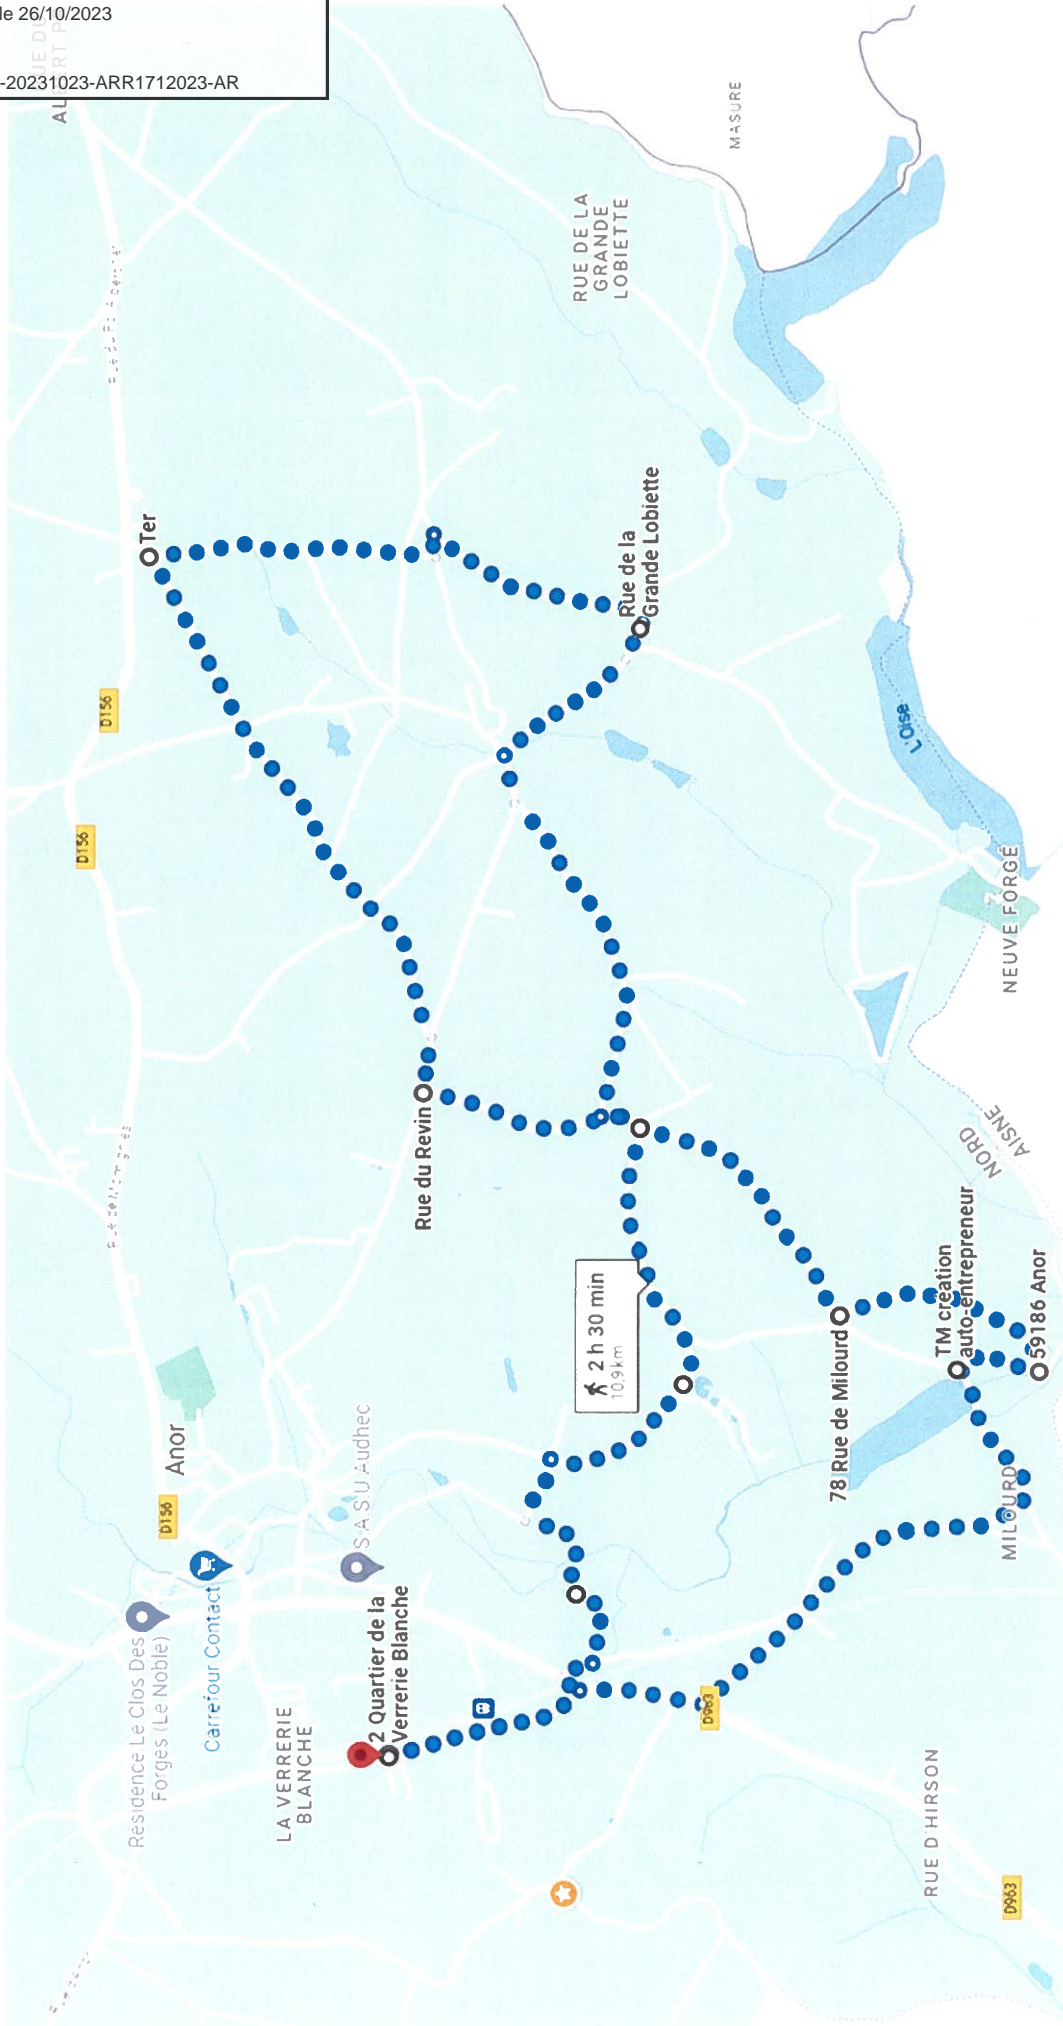 le 26/10/2023
-20231023-ARR1712023-AR
MASURE
RUE DE LA
GRANDE
LOBIETTE
Ter
Rue de la
Grande Lobiette
D156
D156
L'Oise
NEUVE FORGE
Rue du Revin
NORD
AISNE
2 h 30 min
10.9 km
TM création
auto-entrepreneur
59186 Anor
78 Rue de Milourd
Anor
D156
S.A.S.U Audhec
MILOURD
Carrefour Contact
Résidence Le Clos Des
Forges (Le Noble)
2 Quartier de la
Verrerie Blanche
LA VERRERIE
BLANCHE
D963
RUE D'HIRSON
D963